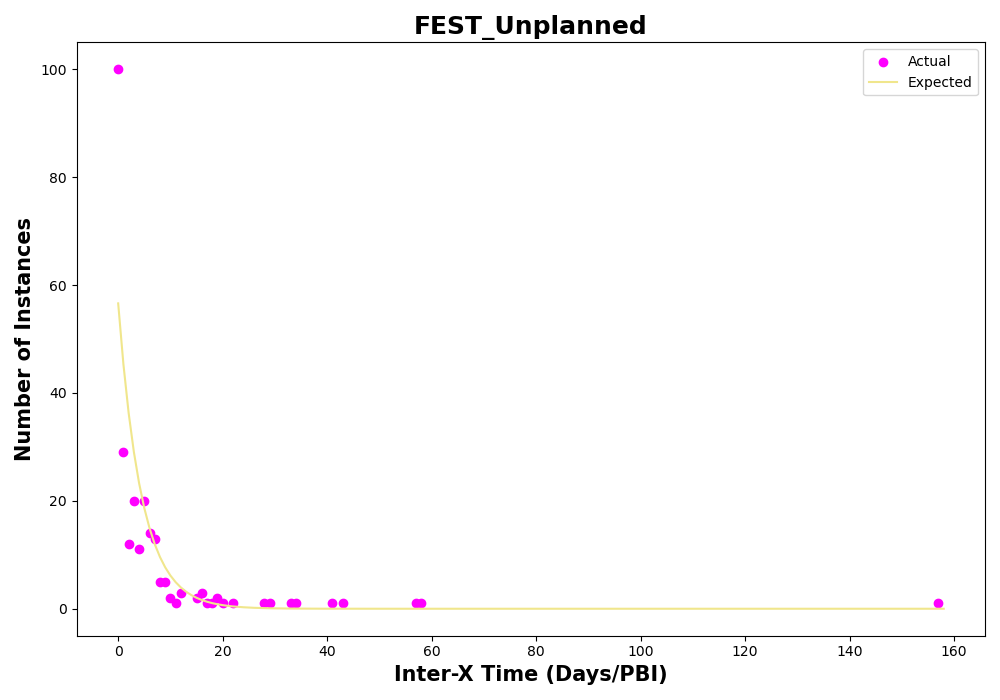 FEST_Unplanned
Actual
Expected
Number of Instances
100
80
60
40
20
0
0 20 40 60 80 100 120 140 160
Inter-X Time (Days/PBI)